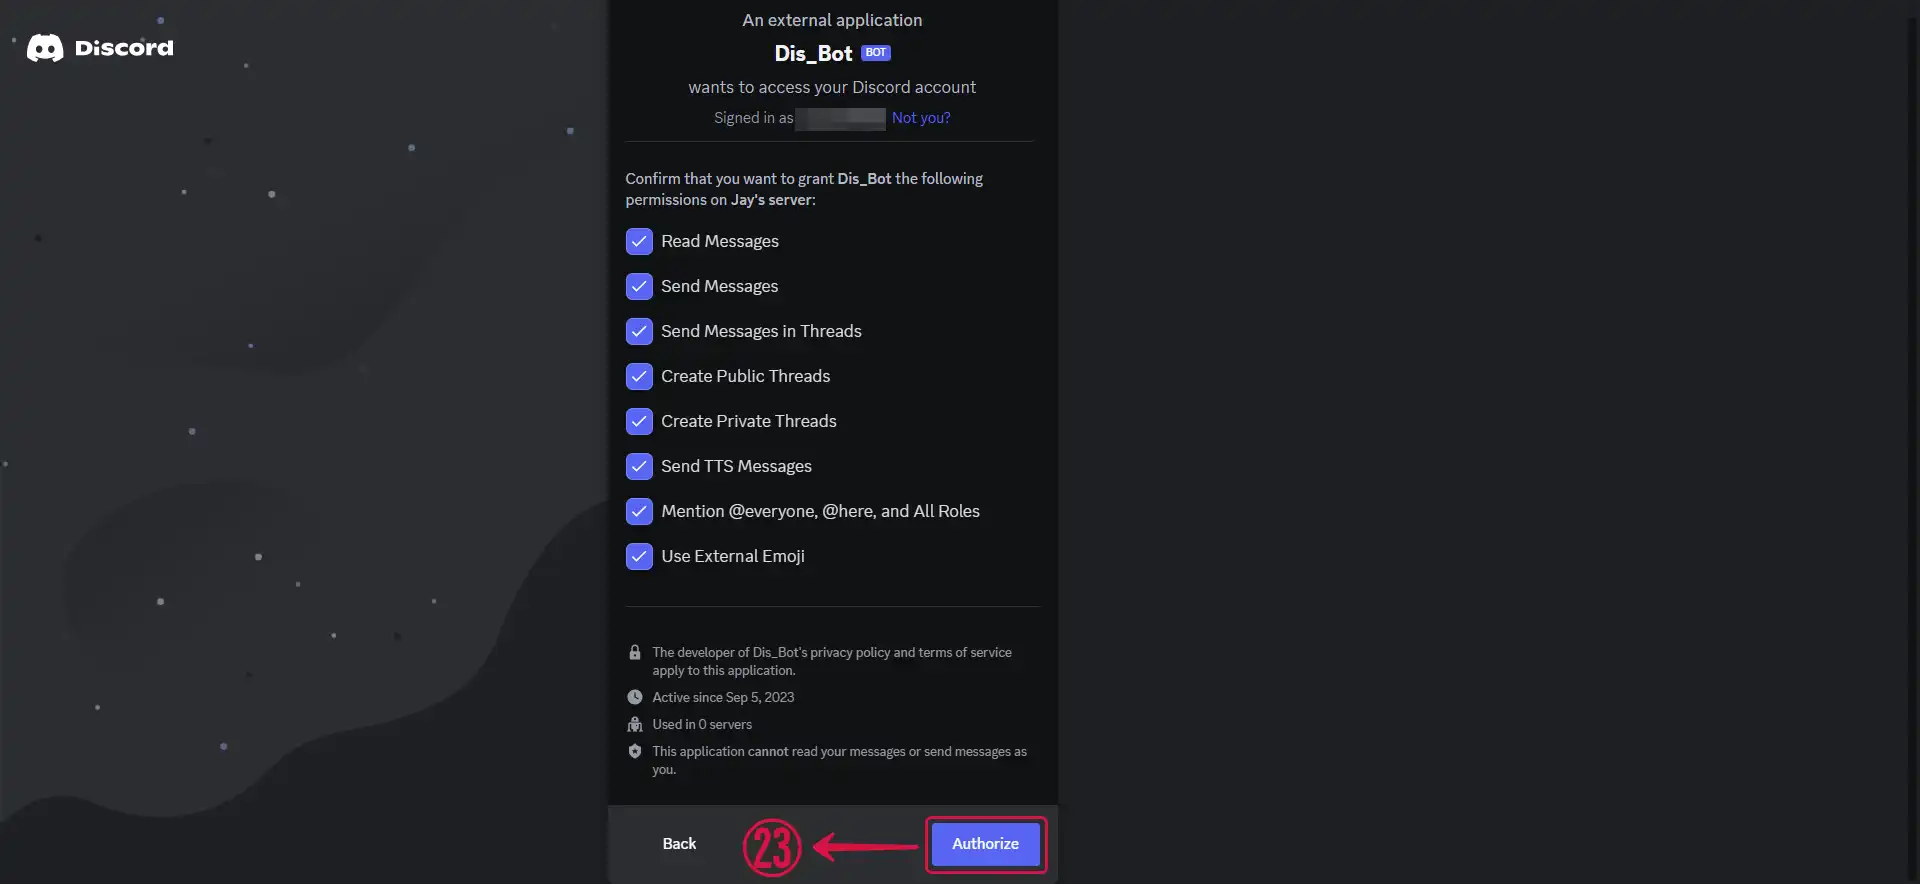 Discord
An external application
Dis_Bot BOT
wants to access your Discord account
Signed in as Not you?
Confirm that you want to grant Dis_Bot the following
permissions on Jay's server:
Read Messages
Send Messages
Send Messages in Threads
Create Public Threads
Create Private Threads
Send TTS Messages
Mention @everyone, @here, and All Roles
Use External Emoji
The developer of Dis_Bot's privacy policy and terms of service
apply to this application.
Active since Sep 5, 2023
Used in 0 servers
This application cannot read your messages or send messages as
you.
Back 23 Authorize